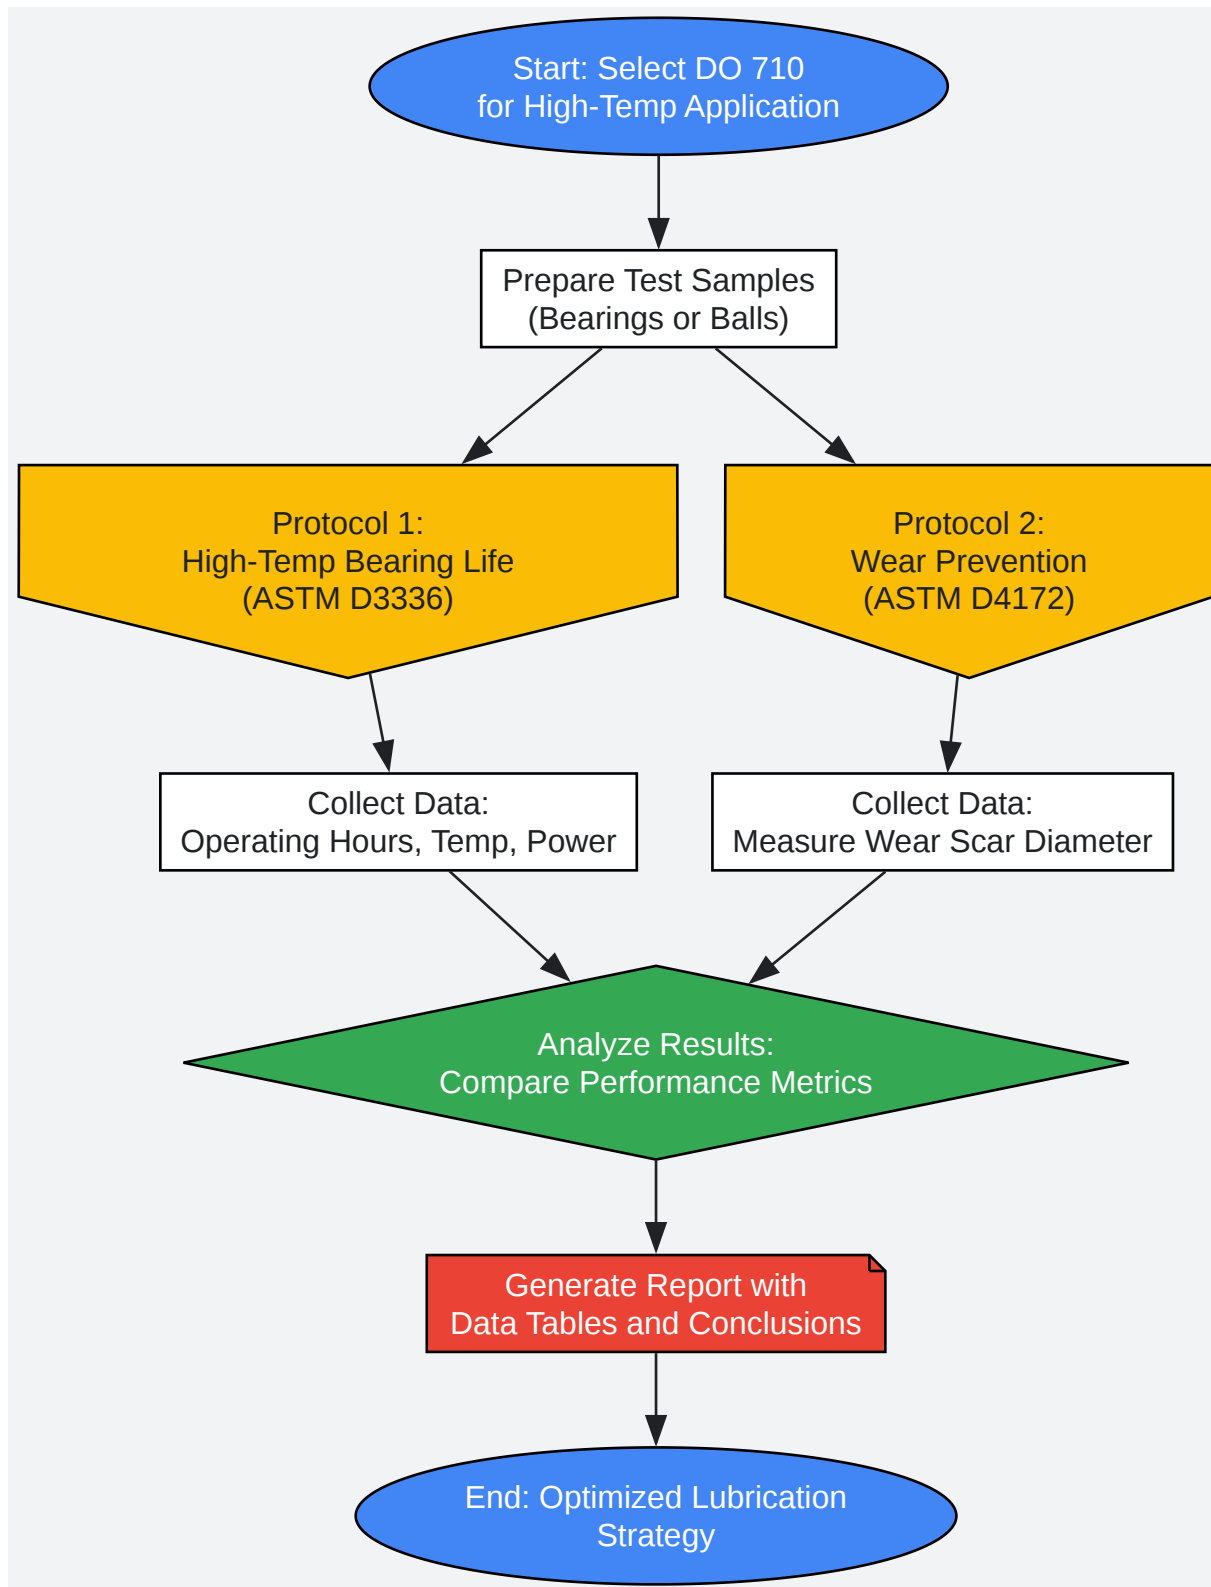 Start: Select DO 710
for High-Temp Application
Prepare Test Samples
(Bearings or Balls)
Protocol 1:
High-Temp Bearing Life
(ASTM D3336)
Protocol 2:
Wear Prevention
(ASTM D4172)
Collect Data:
Operating Hours, Temp, Power
Collect Data:
Measure Wear Scar Diameter
Analyze Results:
Compare Performance Metrics
Generate Report with
Data Tables and Conclusions
End: Optimized Lubrication
Strategy